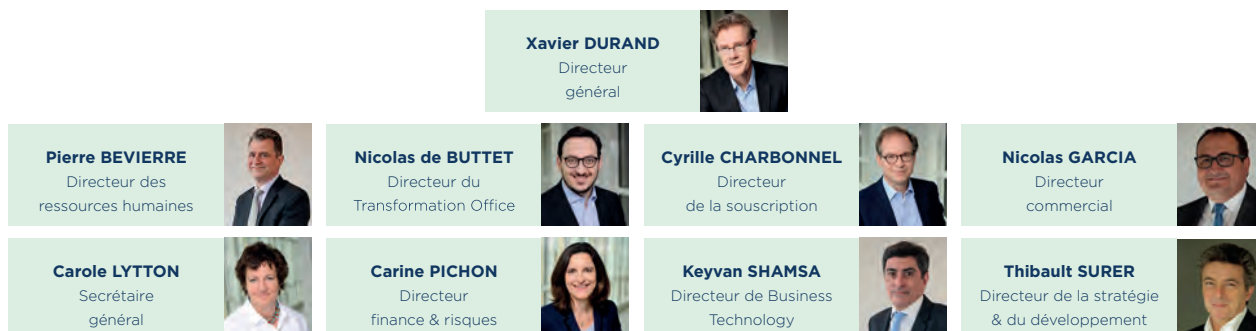 Xavier DURAND
Directeur
général
Pierre BEVIERRE
Directeur des
ressources humaines
Nicolas de BUTTET
Directeur du
Transformation Office
Cyrille CHARBONNEL
Directeur
de la souscription
Nicolas GARCIA
Directeur
commercial
Carole LYTTON
Secrétaire
général
Carine PICHON
Directeur
finance & risques
Keyvan SHAMSA
Directeur de Business
Technology
Thibault SURER
Directeur de la stratégie
& du développement